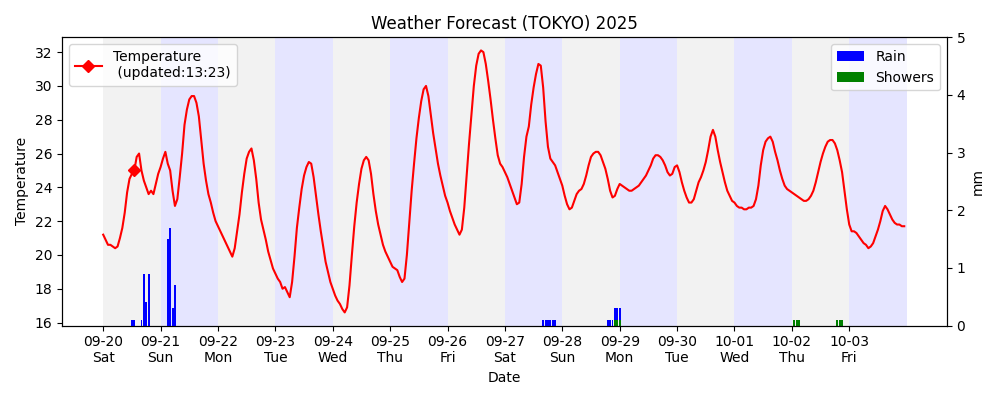 Weather Forecast (TOKYO) 2025
Temperature
(updated:13:23)
Rain
Showers
Temperature
32
30
28
26
24
22
20
18
16
5
4
3
2
1
0
mm
09-20 09-21 09-22 09-23 09-24 09-25 09-26 09-27 09-28 09-29 09-30 10-01 10-02 10-03
Sat Sun Mon Tue Wed Thu Fri Sat Sun Mon Tue Wed Thu Fri
Date